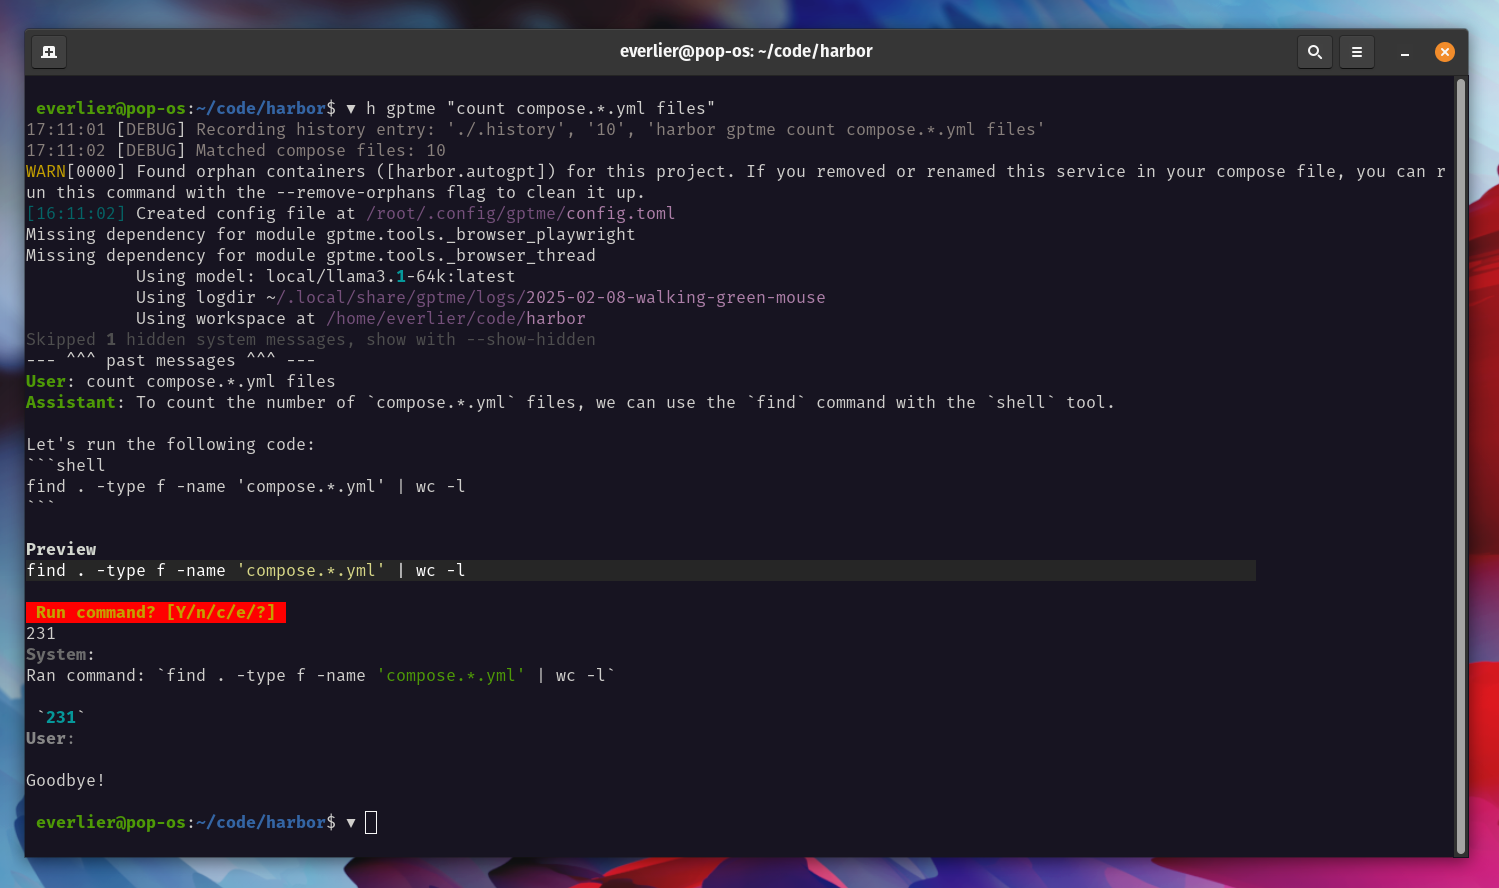 everlier@pop-os: ~/code/harbor
everlier@pop-os:~/code/harbor$ ▼ h gptme "count compose.*.yml files"
17:11:01 [DEBUG] Recording history entry: './.history', '10', 'harbor gptme count compose.*.yml files'
17:11:02 [DEBUG] Matched compose files: 10
WARN[0000] Found orphan containers ([harbor.autogpt]) for this project. If you removed or renamed this service in your compose file, you can r
un this command with the --remove-orphans flag to clean it up.
[16:11:02] Created config file at /root/.config/gptme/config.toml
Missing dependency for module gptme.tools._browser_playwright
Missing dependency for module gptme.tools._browser_thread
Using model: local/llama3.1-64k:latest
Using logdir ~/.local/share/gptme/logs/2025-02-08-walking-green-mouse
Using workspace at /home/everlier/code/harbor
Skipped 1 hidden system messages, show with --show-hidden
--- ^^^ past messages ^^^ ---
User: count compose.*.yml files
Assistant: To count the number of `compose.*.yml` files, we can use the `find` command with the `shell` tool.
Let's run the following code:
```shell
find . -type f -name 'compose.*.yml' | wc -l
```
Preview
find . -type f -name 'compose.*.yml' | wc -l
Run command? [Y/n/c/e/?]
231
System:
Ran command: `find . -type f -name 'compose.*.yml' | wc -l`
`231`
User:
Goodbye!
everlier@pop-os:~/code/harbor$ ▼